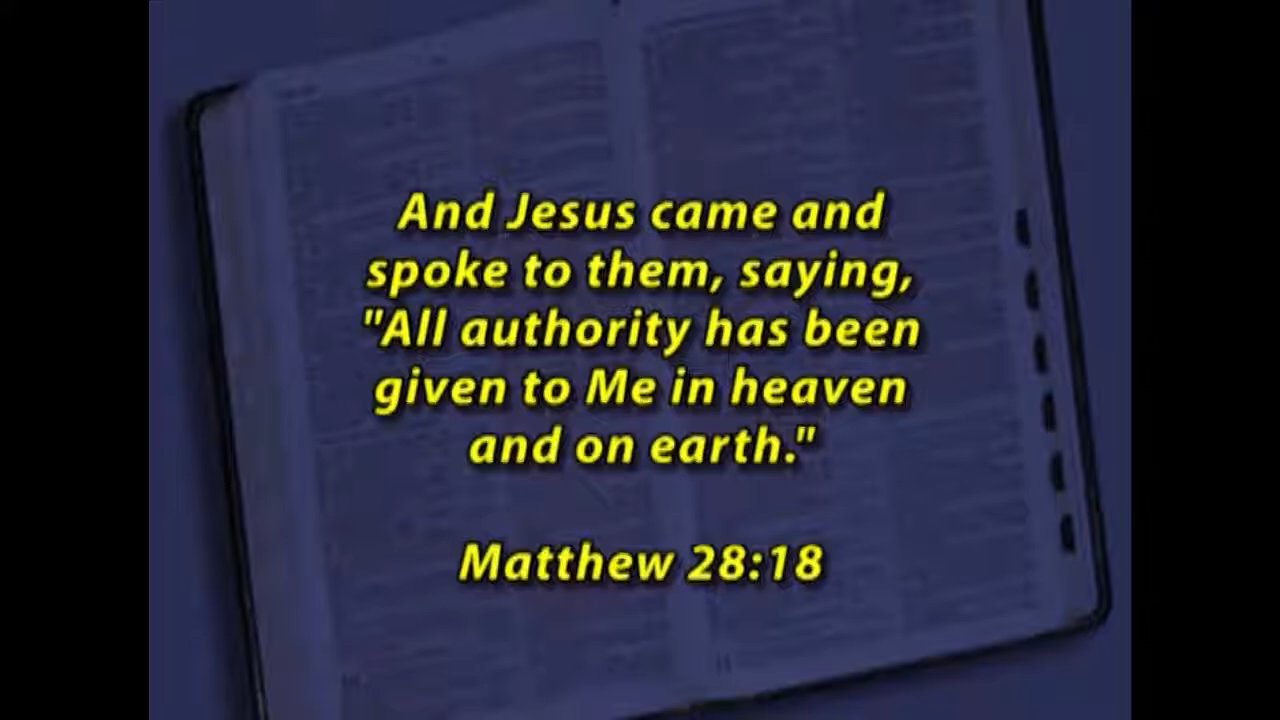 And Jesus came and
spoke to them, saying,
"All authority has been
given to Me in heaven
and on earth."
Matthew 28:18